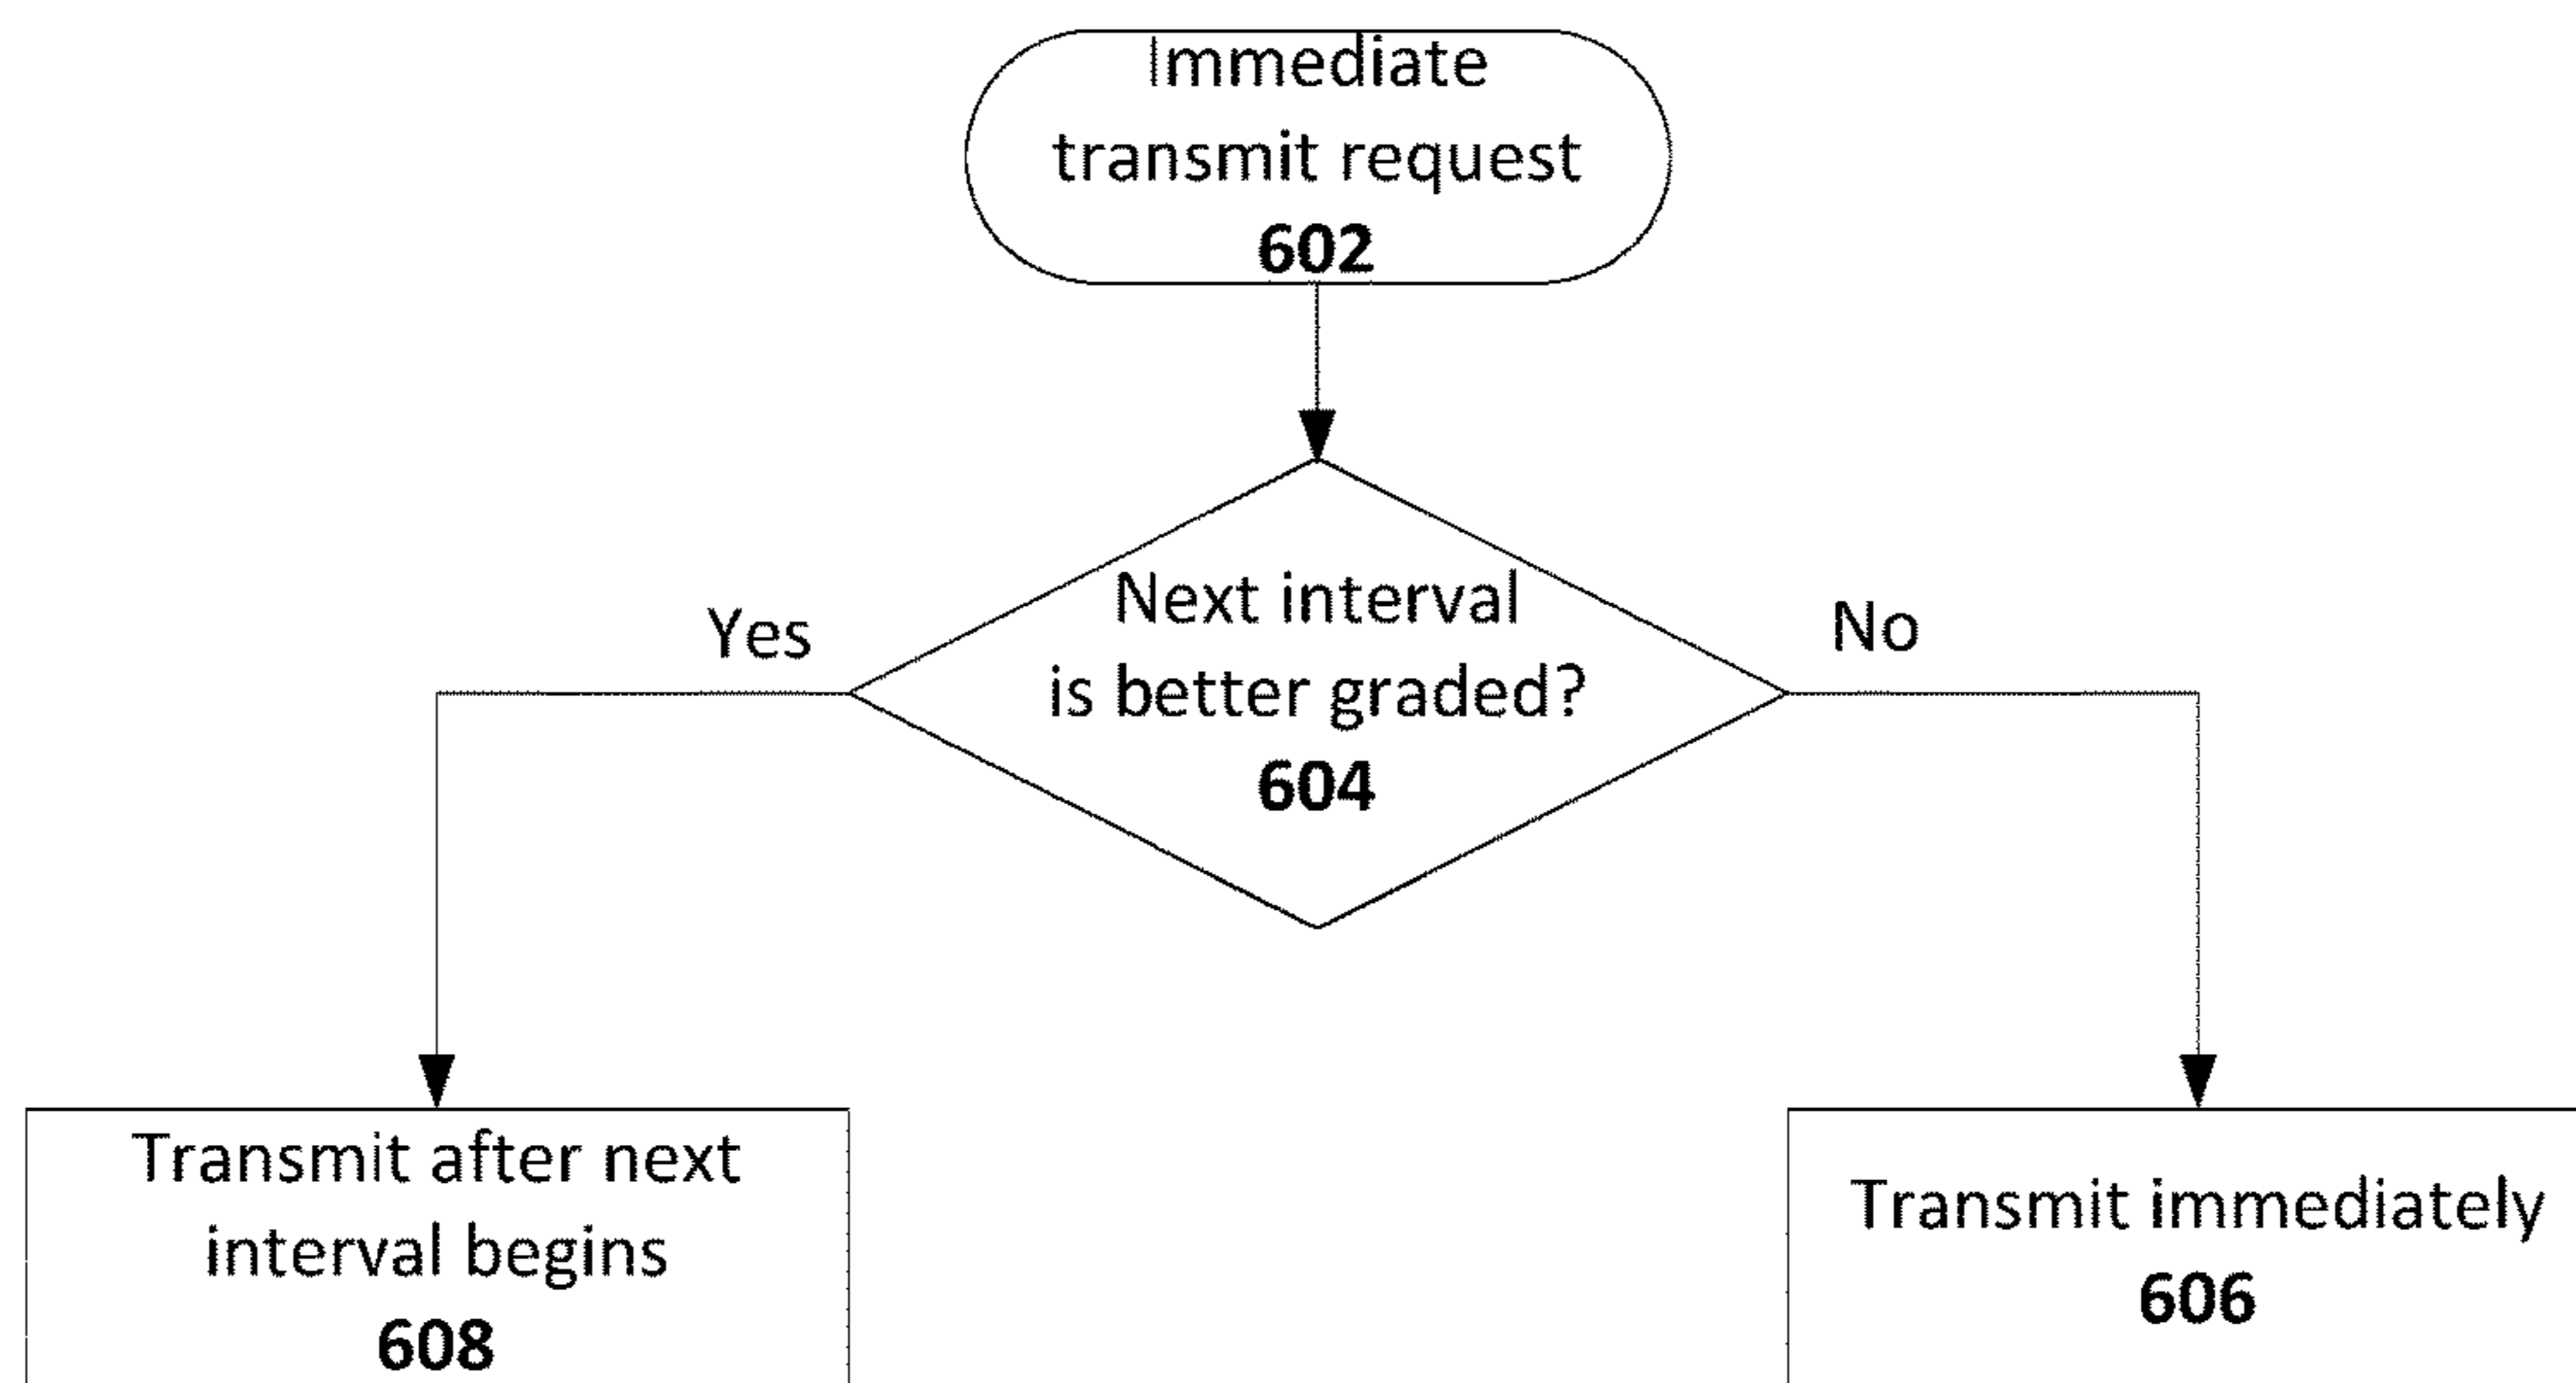 Immediate
transmit request
602
Next interval
is better graded?
604
Yes
No
Transmit after next
interval begins
608
Transmit immediately
606